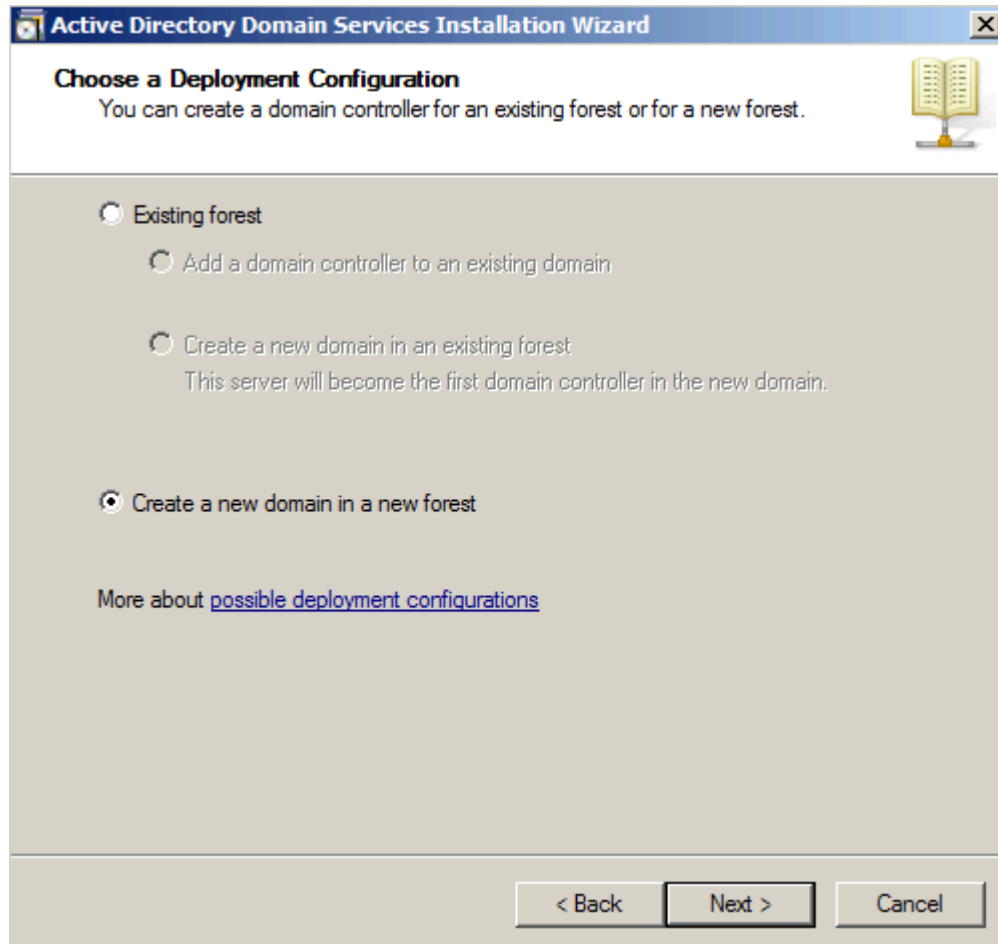 Active Directory Domain Services Installation Wizard
Choose a Deployment Configuration
You can create a domain controller for an existing forest or for a new forest.
Existing forest
Add a domain controller to an existing domain
Create a new domain in an existing forest
This server will become the first domain controller in the new domain.
Create a new domain in a new forest
More about possible deployment configurations
< Back Next > Cancel